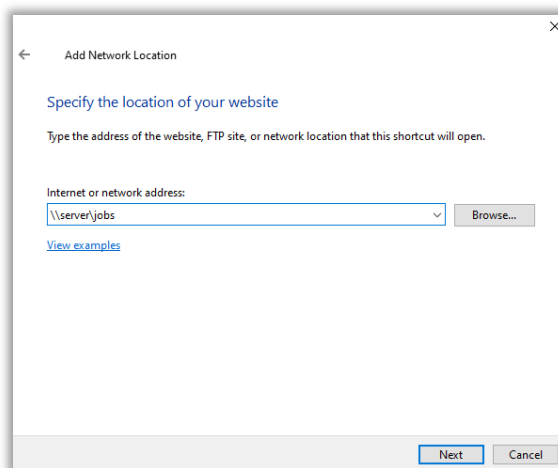 Add Network Location
Specify the location of your website
Type the address of the website, FTP site, or network location that this shortcut will open.
Internet or network address:
\\server\jobs
Browse...
View examples
Next
Cancel